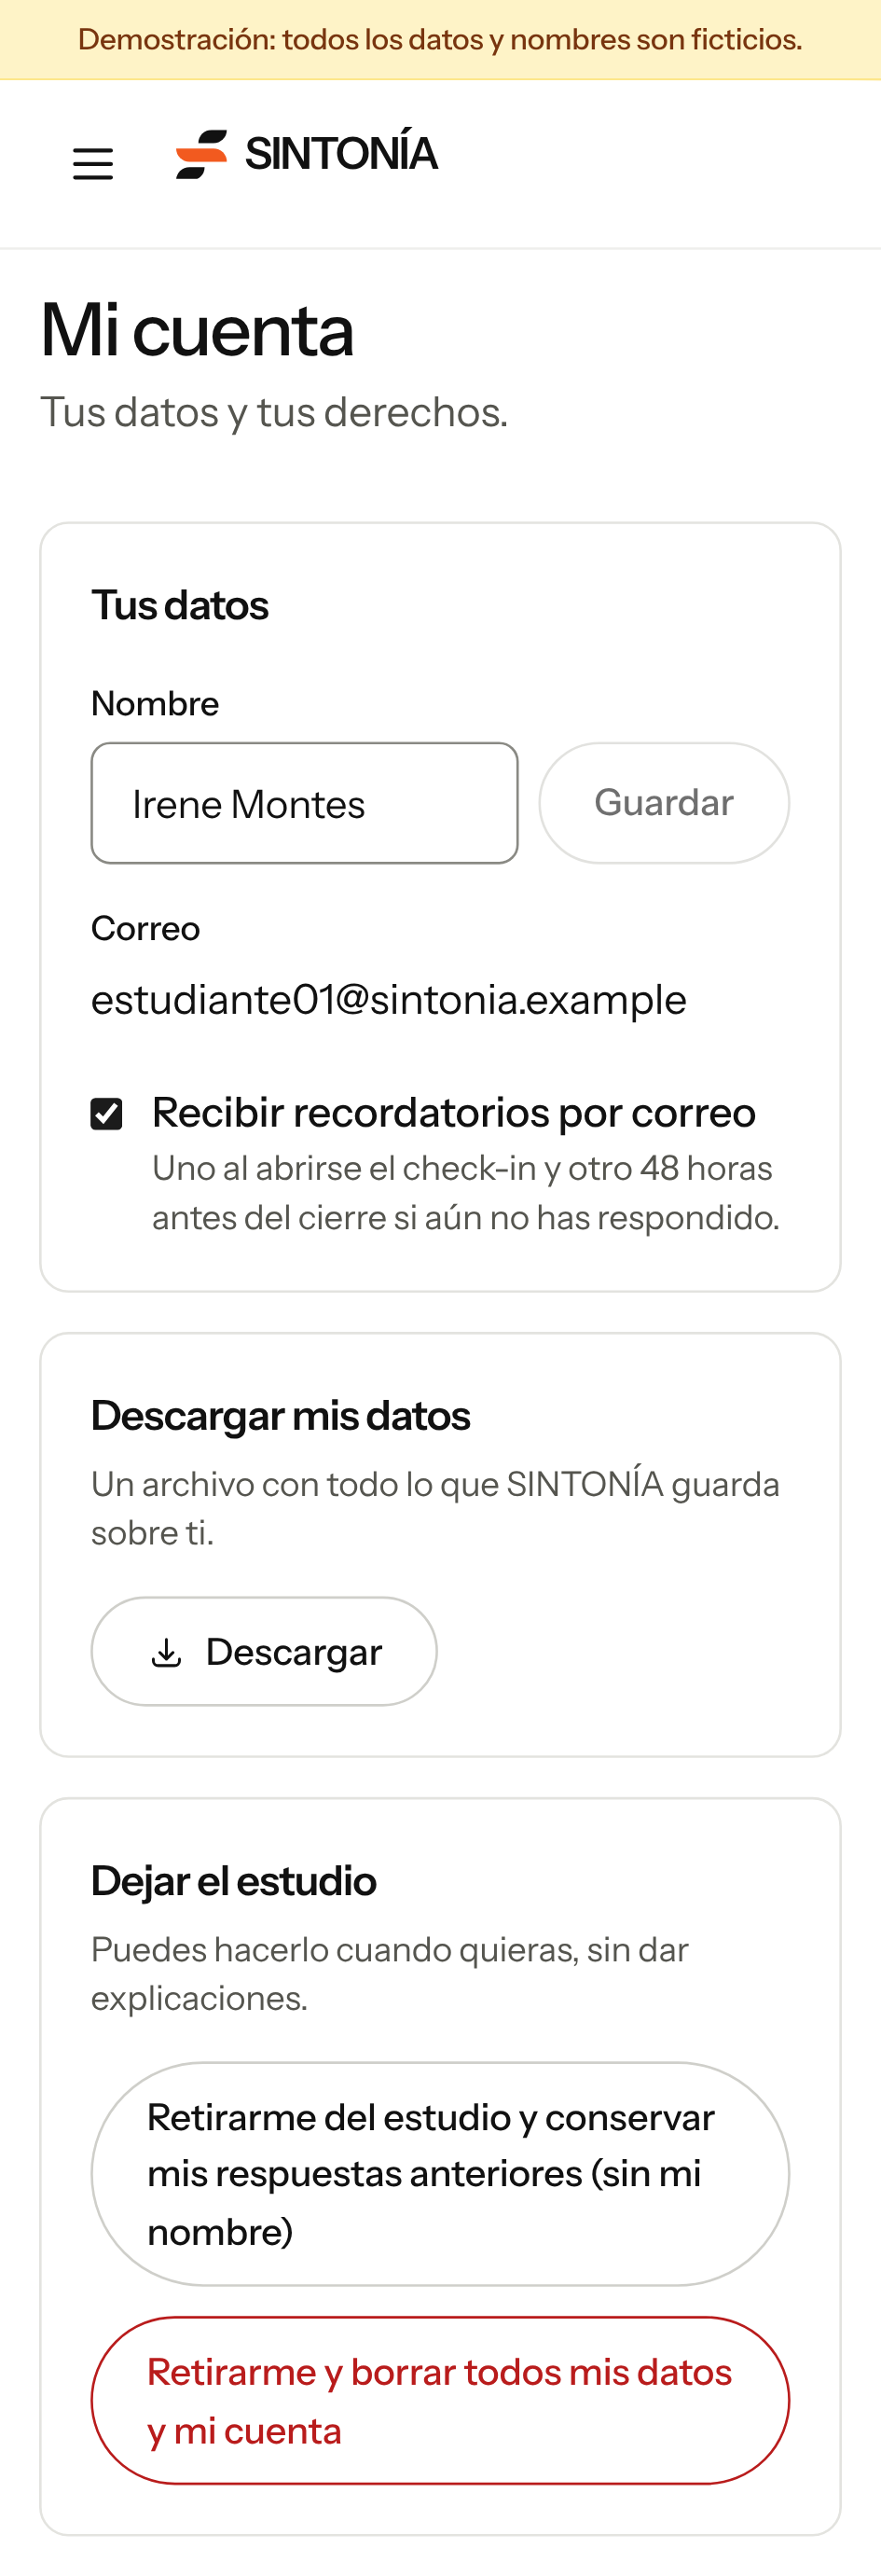 Demostración: todos los datos y nombres son ficticios.
SINTONÍA
Mi cuenta
Tus datos y tus derechos.
Tus datos
Nombre
Irene Montes
Guardar
Correo
estudiante01@sintonia.example
Recibir recordatorios por correo
Uno al abrirse el check-in y otro 48 horas
antes del cierre si aún no has respondido.
Descargar mis datos
Un archivo con todo lo que SINTONÍA guarda
sobre ti.
Descargar
Dejar el estudio
Puedes hacerlo cuando quieras, sin dar
explicaciones.
Retirarme del estudio y conservar
mis respuestas anteriores (sin mi
nombre)
Retirarme y borrar todos mis datos
y mi cuenta